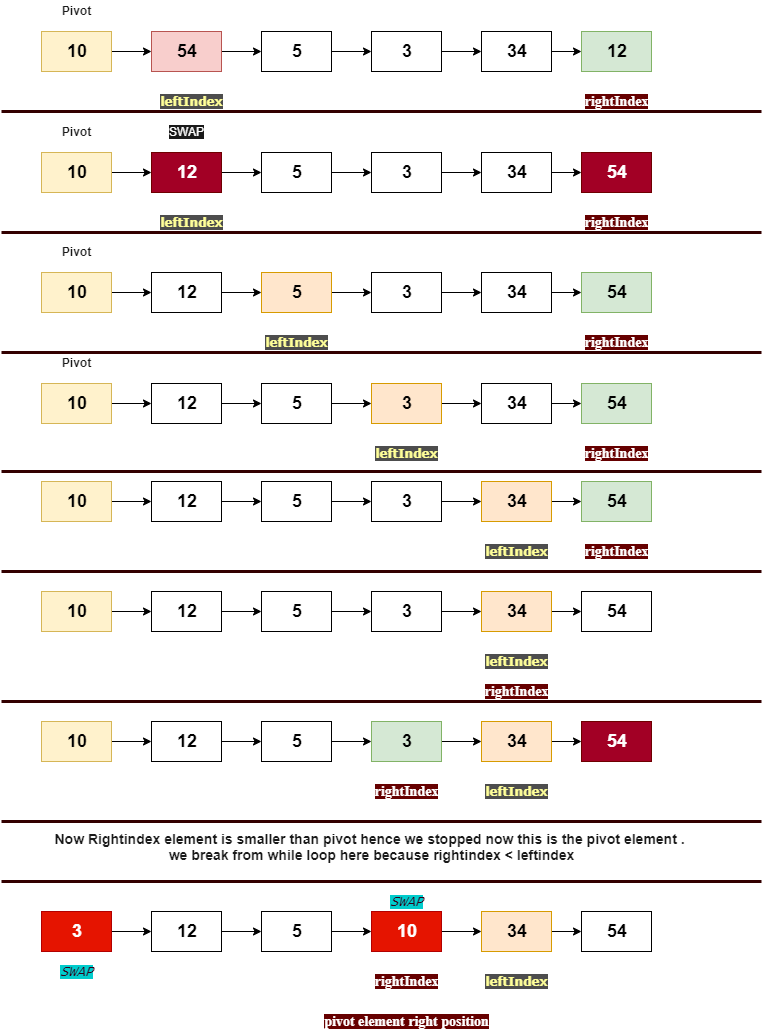 Pivot
10 54 5 3 34 12
leftIndex rightIndex
Pivot SWAP
10 12 5 3 34 54
leftIndex rightIndex
Pivot
10 12 5 3 34 54
leftIndex rightIndex
Pivot
10 12 5 3 34 54
leftIndex rightIndex
10 12 5 3 34 54
leftIndex rightIndex
10 12 5 3 34 54
leftIndex
rightIndex
10 12 5 3 34 54
rightIndex leftIndex
Now Rightindex element is smaller than pivot hence we stopped now this is the pivot element .
we break from while loop here because rightindex < leftindex
SWAP
3 12 5 10 34 54
SWAP
rightIndex leftIndex
pivot element right position